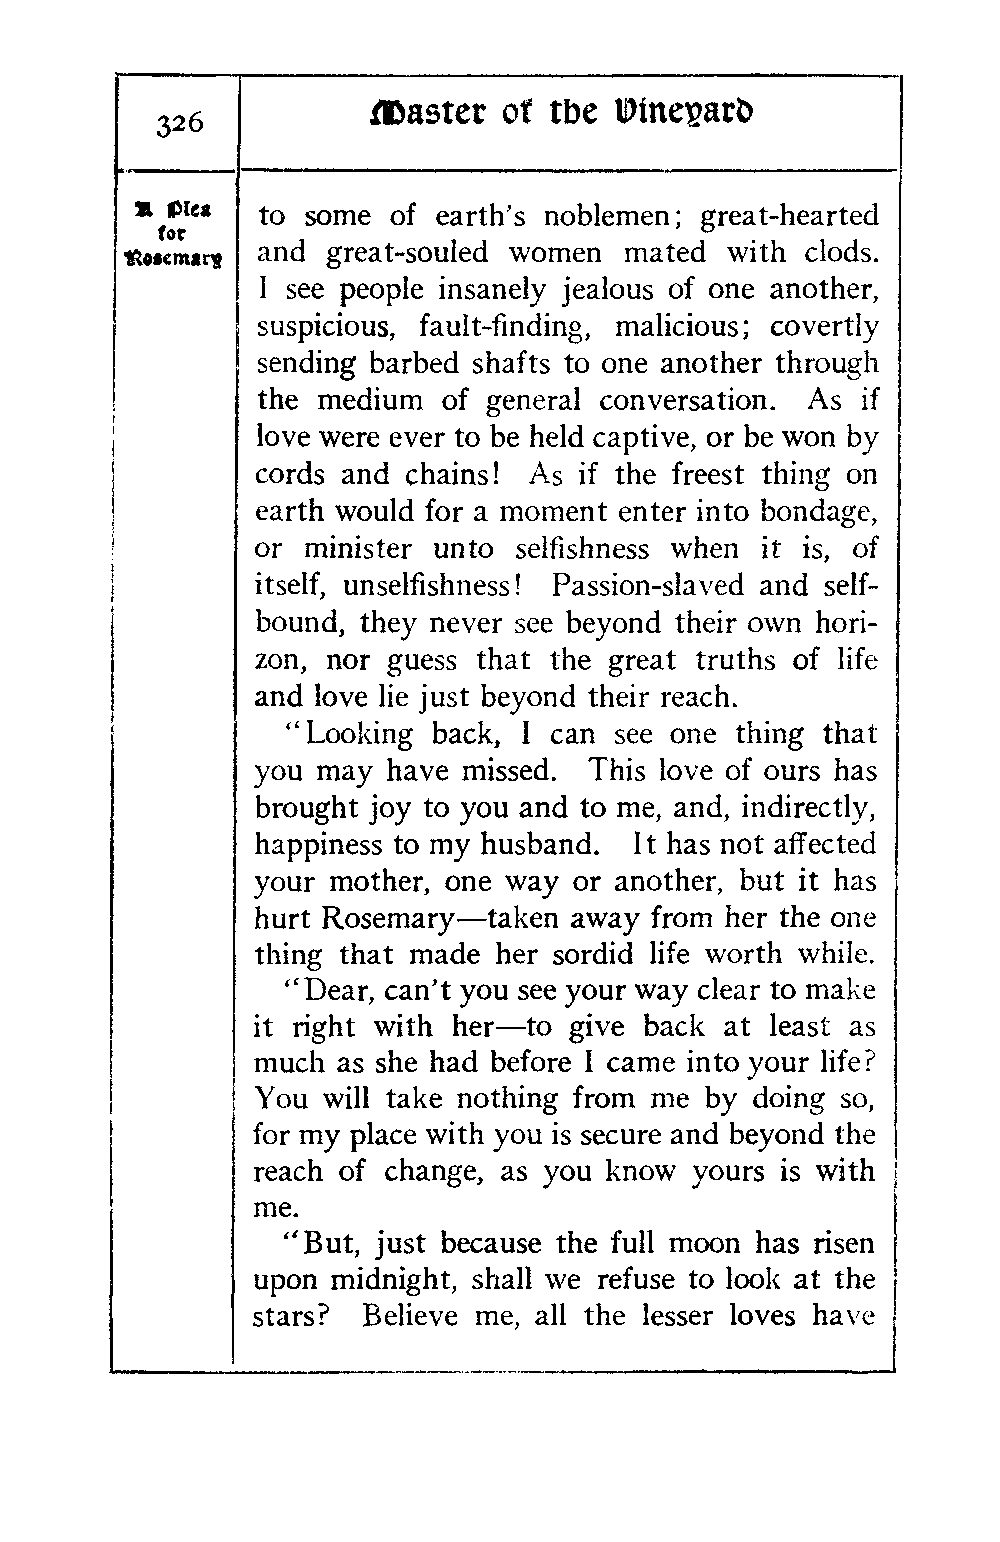 326
Master of the Vineyard
A Plea
for
Rosemary
to some of earth's noblemen; great-hearted
and great-souled women mated with clods.
I see people insanely jealous of one another,
suspicious, fault-finding, malicious; covertly
sending barbed shafts to one another through
the medium of general conversation. As if
love were ever to be held captive, or be won by
cords and chains! As if the freest thing on
earth would for a moment enter into bondage,
or minister unto selfishness when it is, of
itself, unselfishness! Passion-slaved and self-
bound, they never see beyond their own hori-
zon, nor guess that the great truths of life
and love lie just beyond their reach.
"Looking back, I can see one thing that
you may have missed. This love of ours has
brought joy to you and to me, and, indirectly,
happiness to my husband. It has not affected
your mother, one way or another, but it has
hurt Rosemary—taken away from her the one
thing that made her sordid life worth while.
"Dear, can't you see your way clear to make
it right with her—to give back at least as
much as she had before I came into your life?
You will take nothing from me by doing so,
for my place with you is secure and beyond the
reach of change, as you know yours is with
me.
"But, just because the full moon has risen
upon midnight, shall we refuse to look at the
stars? Believe me, all the lesser loves have